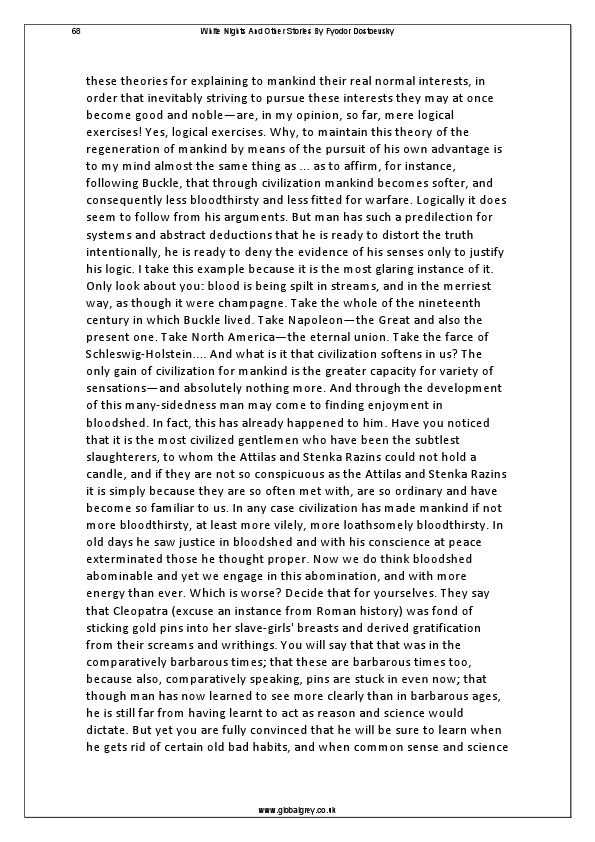 68 White Nights And Other Stories By Fyodor Dostoevsky
these theories for explaining to mankind their real normal interests, in
order that inevitably striving to pursue these interests they may at once
become good and noble—are, in my opinion, so far, mere logical
exercises! Yes, logical exercises. Why, to maintain this theory of the
regeneration of mankind by means of the pursuit of his own advantage is
to my mind almost the same thing as ... as to affirm, for instance,
following Buckle, that through civilization mankind becomes softer, and
consequently less bloodthirsty and less fitted for warfare. Logically it does
seem to follow from his arguments. But man has such a predilection for
systems and abstract deductions that he is ready to distort the truth
intentionally, he is ready to deny the evidence of his senses only to justify
his logic. I take this example because it is the most glaring instance of it.
Only look about you: blood is being spilt in streams, and in the merriest
way, as though it were champagne. Take the whole of the nineteenth
century in which Buckle lived. Take Napoleon—the Great and also the
present one. Take North America—the eternal union. Take the farce of
Schleswig-Holstein.... And what is it that civilization softens in us? The
only gain of civilization for mankind is the greater capacity for variety of
sensations—and absolutely nothing more. And through the development
of this many-sidedness man may come to finding enjoyment in
bloodshed. In fact, this has already happened to him. Have you noticed
that it is the most civilized gentlemen who have been the subtlest
slaughterers, to whom the Attilas and Stenka Razins could not hold a
candle, and if they are not so conspicuous as the Attilas and Stenka Razins
it is simply because they are so often met with, are so ordinary and have
become so familiar to us. In any case civilization has made mankind if not
more bloodthirsty, at least more vilely, more loathsomely bloodthirsty. In
old days he saw justice in bloodshed and with his conscience at peace
exterminated those he thought proper. Now we do think bloodshed
abominable and yet we engage in this abomination, and with more
energy than ever. Which is worse? Decide that for yourselves. They say
that Cleopatra (excuse an instance from Roman history) was fond of
sticking gold pins into her slave-girls' breasts and derived gratification
from their screams and writhings. You will say that that was in the
comparatively barbarous times; that these are barbarous times too,
because also, comparatively speaking, pins are stuck in even now; that
though man has now learned to see more clearly than in barbarous ages,
he is still far from having learnt to act as reason and science would
dictate. But yet you are fully convinced that he will be sure to learn when
he gets rid of certain old bad habits, and when common sense and science
www.globalgrey.co.uk